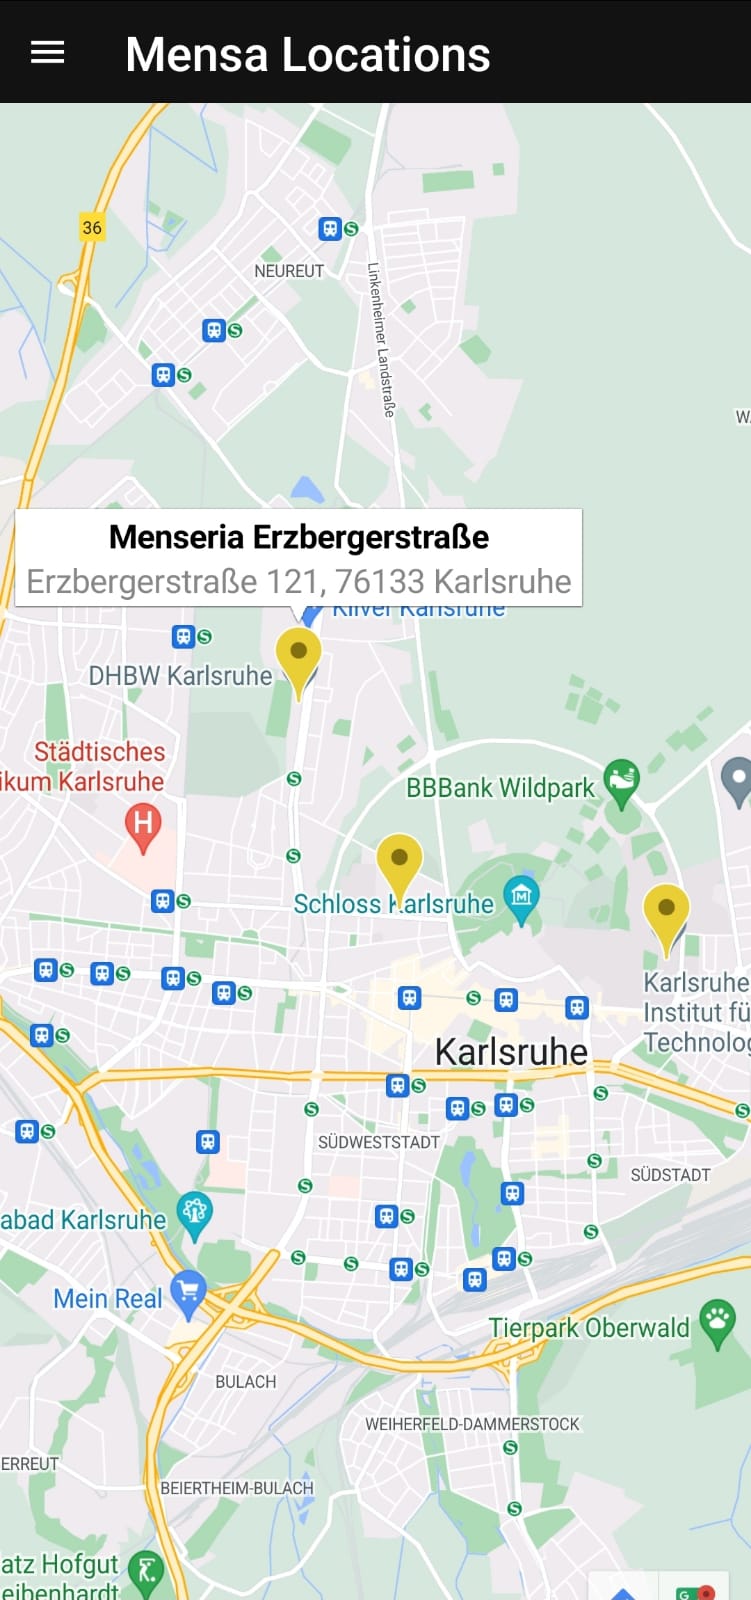 Mensa Locations
36
NEUREUT
Linkenheimer Landstraße
W
Menseria Erzbergerstraße
Erzbergerstraße 121, 76133 Karlsruhe
DHBW Karlsruhe
Städtisches
ikum Karlsruhe
H
BBBank Wildpark
Schloss Karlsruhe
M
Karlsruhe
Institut fü
Technolog
Karlsruhe
SÜDWESTSTADT
SÜDSTADT
abad Karlsruhe
Mein Real
Tierpark Oberwald
BULACH
WEIHERFELD-DAMMERSTOCK
ERREUT
BEIERTHEIM-BULACH
atz Hofgut
eibenhardt
G